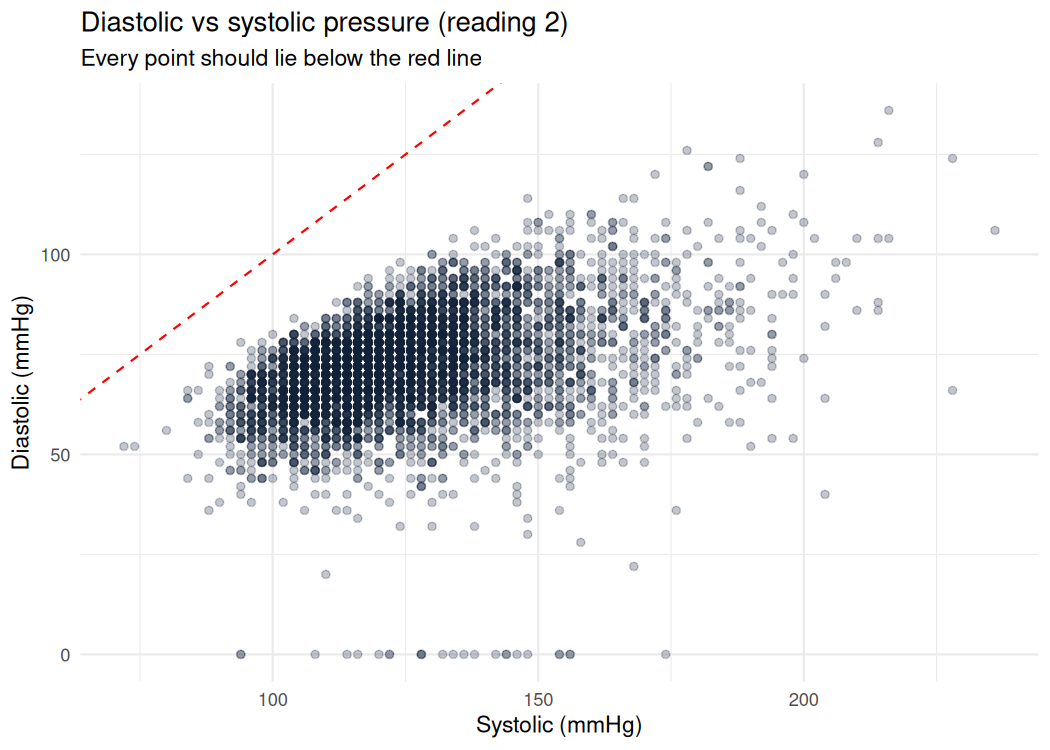 Diastolic vs systolic pressure (reading 2)
Every point should lie below the red line
Diastolic (mmHg)
100
50
0
100 150 200
Systolic (mmHg)